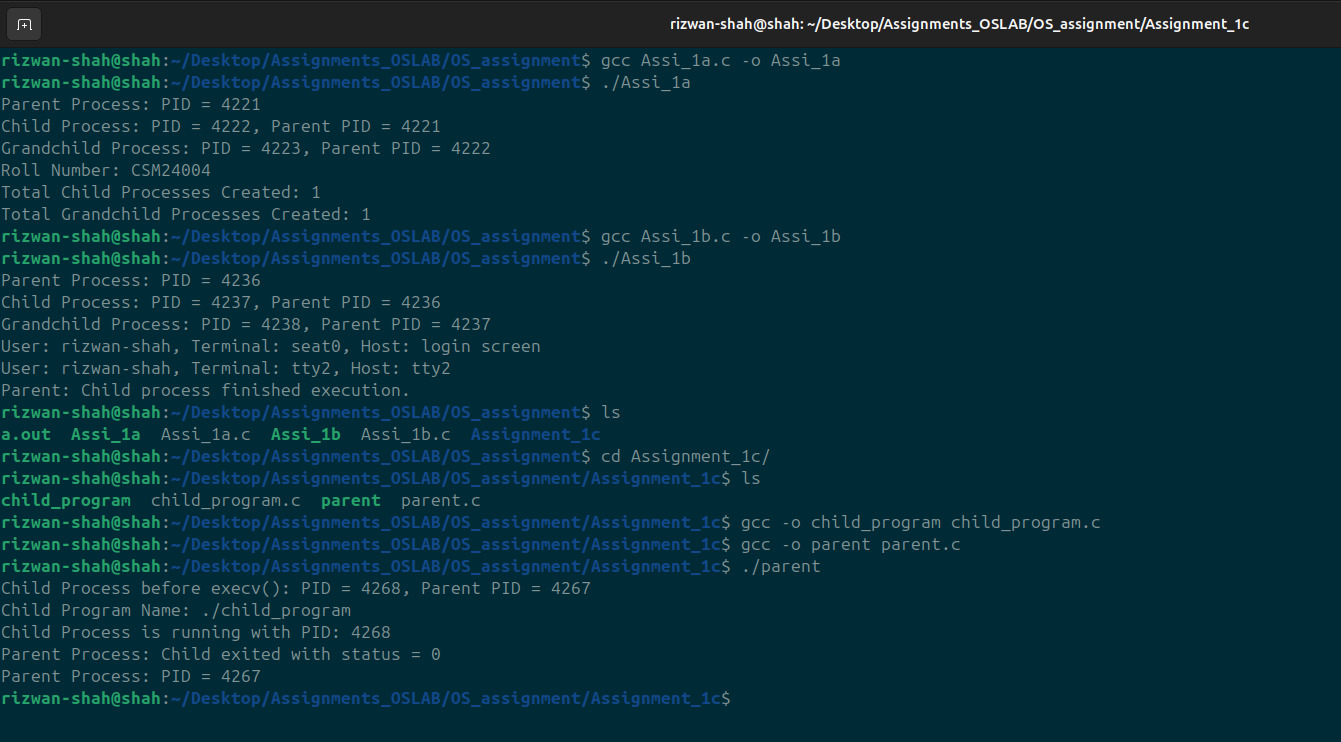 rizwan-shah@shah: ~/Desktop/Assignments_OSLAB/OS_assignment/Assignment_1c
rizwan-shah@shah:~/Desktop/Assignments_OSLAB/OS_assignment$ gcc Assi_1a.c -o Assi_1a
rizwan-shah@shah:~/Desktop/Assignments_OSLAB/OS_assignment$ ./Assi_1a
Parent Process: PID = 4221
Child Process: PID = 4222, Parent PID = 4221
Grandchild Process: PID = 4223, Parent PID = 4222
Roll Number: CSM24004
Total Child Processes Created: 1
Total Grandchild Processes Created: 1
rizwan-shah@shah:~/Desktop/Assignments_OSLAB/OS_assignment$ gcc Assi_1b.c -o Assi_1b
rizwan-shah@shah:~/Desktop/Assignments_OSLAB/OS_assignment$ ./Assi_1b
Parent Process: PID = 4236
Child Process: PID = 4237, Parent PID = 4236
Grandchild Process: PID = 4238, Parent PID = 4237
User: rizwan-shah, Terminal: seat0, Host: login screen
User: rizwan-shah, Terminal: tty2, Host: tty2
Parent: Child process finished execution.
rizwan-shah@shah:~/Desktop/Assignments_OSLAB/OS_assignment$ ls
a.out  Assi_1a  Assi_1a.c  Assi_1b  Assi_1b.c  Assignment_1c
rizwan-shah@shah:~/Desktop/Assignments_OSLAB/OS_assignment$ cd Assignment_1c/
rizwan-shah@shah:~/Desktop/Assignments_OSLAB/OS_assignment/Assignment_1c$ ls
child_program  child_program.c  parent  parent.c
rizwan-shah@shah:~/Desktop/Assignments_OSLAB/OS_assignment/Assignment_1c$ gcc -o child_program child_program.c
rizwan-shah@shah:~/Desktop/Assignments_OSLAB/OS_assignment/Assignment_1c$ gcc -o parent parent.c
rizwan-shah@shah:~/Desktop/Assignments_OSLAB/OS_assignment/Assignment_1c$ ./parent
Child Process before execv(): PID = 4268, Parent PID = 4267
Child Program Name: ./child_program
Child Process is running with PID: 4268
Parent Process: Child exited with status = 0
Parent Process: PID = 4267
rizwan-shah@shah:~/Desktop/Assignments_OSLAB/OS_assignment/Assignment_1c$